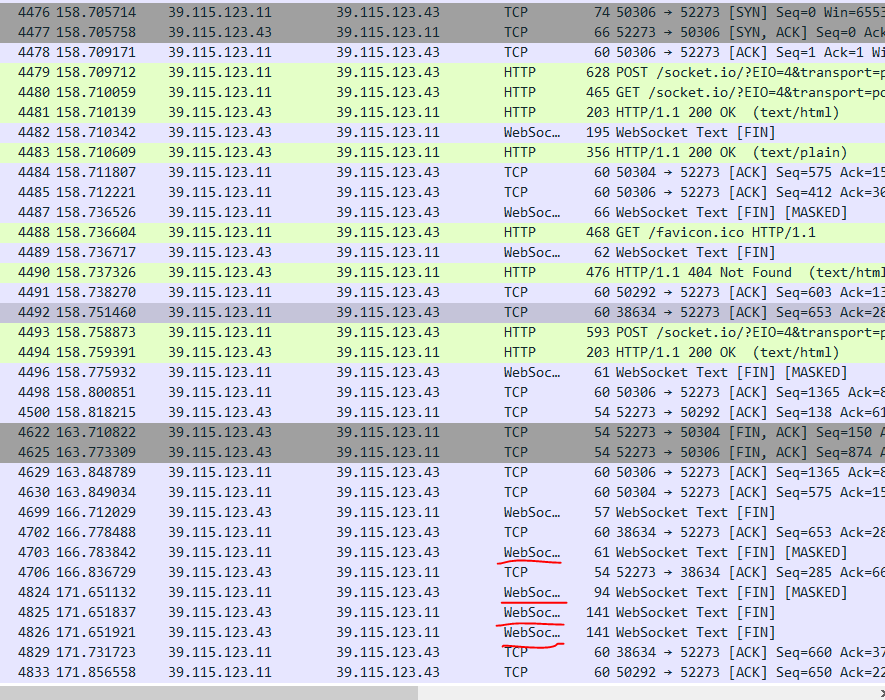 4476 158.705714 39.115.123.11 39.115.123.43 TCP 74 50306 → 52273 [SYN] Seq=0 Win=6553
4477 158.705758 39.115.123.43 39.115.123.11 TCP 66 52273 → 50306 [SYN, ACK] Seq=0 Ack
4478 158.709171 39.115.123.11 39.115.123.43 TCP 60 50306 → 52273 [ACK] Seq=1 Ack=1 Wi
4479 158.709712 39.115.123.11 39.115.123.43 HTTP 628 POST /socket.io/?EIO=4&transport=p
4480 158.710059 39.115.123.11 39.115.123.43 HTTP 465 GET /socket.io/?EIO=4&transport=po
4481 158.710139 39.115.123.43 39.115.123.11 HTTP 203 HTTP/1.1 200 OK (text/html)
4482 158.710342 39.115.123.43 39.115.123.11 WebSoc… 195 WebSocket Text [FIN]
4483 158.710609 39.115.123.43 39.115.123.11 HTTP 356 HTTP/1.1 200 OK (text/plain)
4484 158.711807 39.115.123.11 39.115.123.43 TCP 60 50304 → 52273 [ACK] Seq=575 Ack=15
4485 158.712221 39.115.123.11 39.115.123.43 TCP 60 50306 → 52273 [ACK] Seq=412 Ack=30
4487 158.736526 39.115.123.11 39.115.123.43 WebSoc… 66 WebSocket Text [FIN] [MASKED]
4488 158.736604 39.115.123.11 39.115.123.43 HTTP 468 GET /favicon.ico HTTP/1.1
4489 158.736717 39.115.123.43 39.115.123.11 WebSoc… 62 WebSocket Text [FIN]
4490 158.737326 39.115.123.43 39.115.123.11 HTTP 476 HTTP/1.1 404 Not Found (text/html
4491 158.738270 39.115.123.11 39.115.123.43 TCP 60 50292 → 52273 [ACK] Seq=603 Ack=13
4492 158.751460 39.115.123.11 39.115.123.43 TCP 60 38634 → 52273 [ACK] Seq=653 Ack=28
4493 158.758873 39.115.123.11 39.115.123.43 HTTP 593 POST /socket.io/?EIO=4&transport=p
4494 158.759391 39.115.123.43 39.115.123.11 HTTP 203 HTTP/1.1 200 OK (text/html)
4496 158.775932 39.115.123.11 39.115.123.43 WebSoc… 61 WebSocket Text [FIN] [MASKED]
4498 158.800851 39.115.123.11 39.115.123.43 TCP 60 50306 → 52273 [ACK] Seq=1365 Ack=8
4500 158.818215 39.115.123.43 39.115.123.11 TCP 54 52273 → 50292 [ACK] Seq=138 Ack=61
4622 163.710822 39.115.123.43 39.115.123.11 TCP 54 52273 → 50304 [FIN, ACK] Seq=150 A
4625 163.773309 39.115.123.43 39.115.123.11 TCP 54 52273 → 50306 [FIN, ACK] Seq=874 A
4629 163.848789 39.115.123.11 39.115.123.43 TCP 60 50306 → 52273 [ACK] Seq=1365 Ack=8
4630 163.849034 39.115.123.11 39.115.123.43 TCP 60 50304 → 52273 [ACK] Seq=575 Ack=15
4699 166.712029 39.115.123.43 39.115.123.11 WebSoc… 57 WebSocket Text [FIN]
4702 166.778488 39.115.123.11 39.115.123.43 TCP 60 38634 → 52273 [ACK] Seq=653 Ack=28
4703 166.783842 39.115.123.11 39.115.123.43 WebSoc… 61 WebSocket Text [FIN] [MASKED]
4706 166.836729 39.115.123.43 39.115.123.11 TCP 54 52273 → 38634 [ACK] Seq=285 Ack=66
4824 171.651132 39.115.123.11 39.115.123.43 WebSoc… 94 WebSocket Text [FIN] [MASKED]
4825 171.651837 39.115.123.43 39.115.123.11 WebSoc… 141 WebSocket Text [FIN]
4826 171.651921 39.115.123.43 39.115.123.11 WebSoc… 141 WebSocket Text [FIN]
4829 171.731723 39.115.123.11 39.115.123.43 TCP 60 38634 → 52273 [ACK] Seq=660 Ack=37
4833 171.856558 39.115.123.11 39.115.123.43 TCP 60 50292 → 52273 [ACK] Seq=650 Ack=22